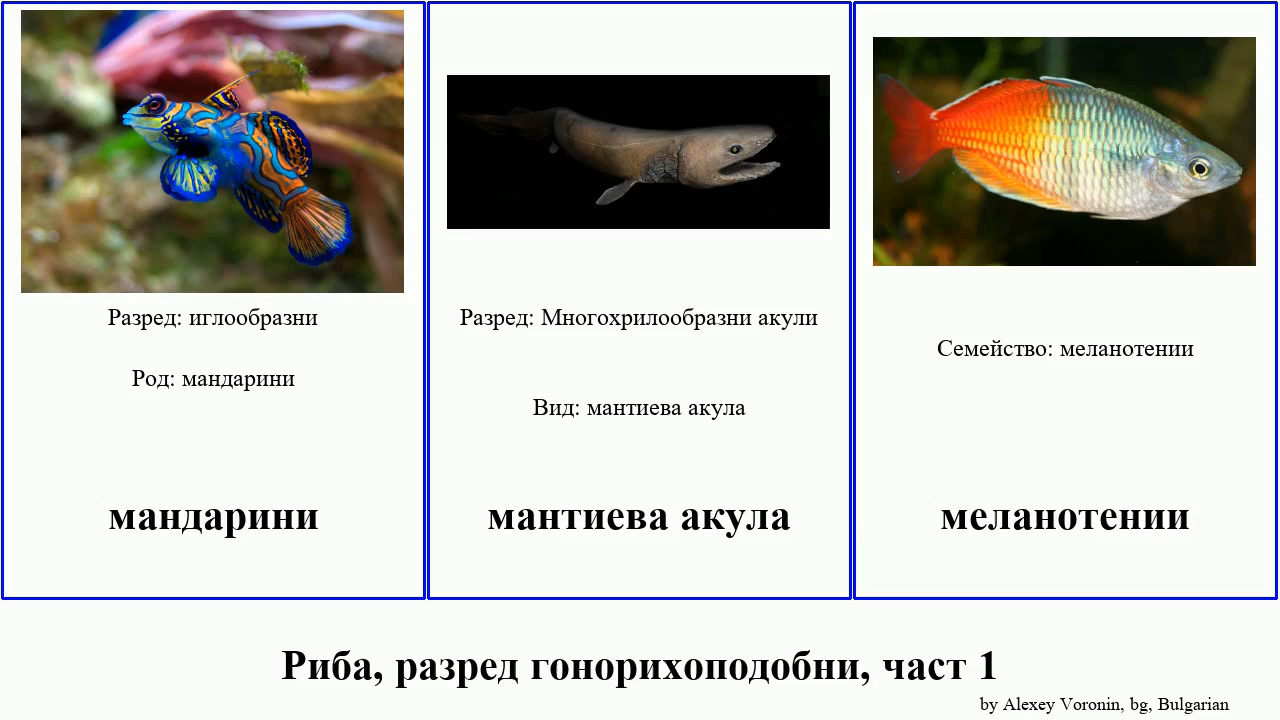 Разред: иглообразни
Род: мандарини
мандарини
Разред: Многохрилообразни акули
Вид: мантиева акула
мантиева акула
Семейство: меланотении
меланотении
Риба, разред гонорихоподобни, част 1
by Alexey Voronin, bg, Bulgarian